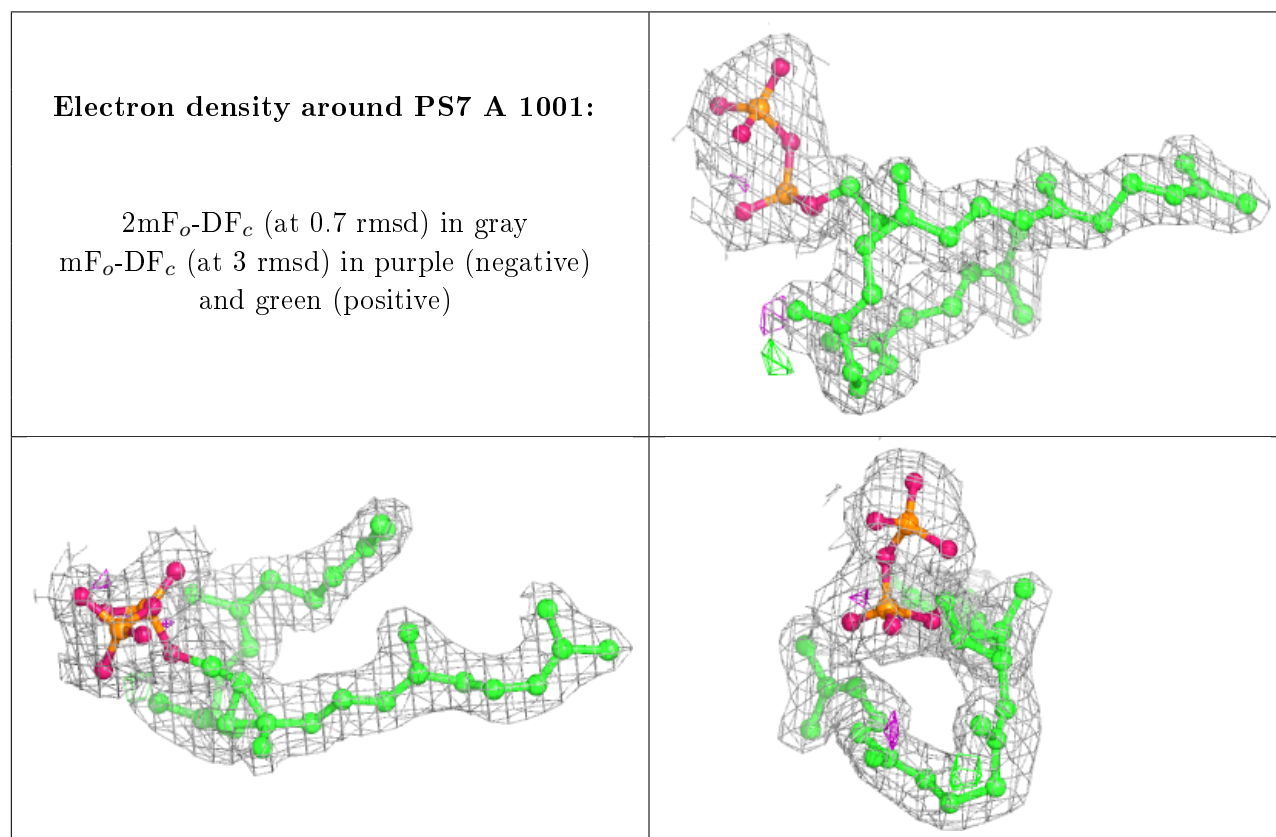 Electron density around PS7 A 1001:
2mFₒ-DF𝒸 (at 0.7 rmsd) in gray
mFₒ-DF𝒸 (at 3 rmsd) in purple (negative)
and green (positive)